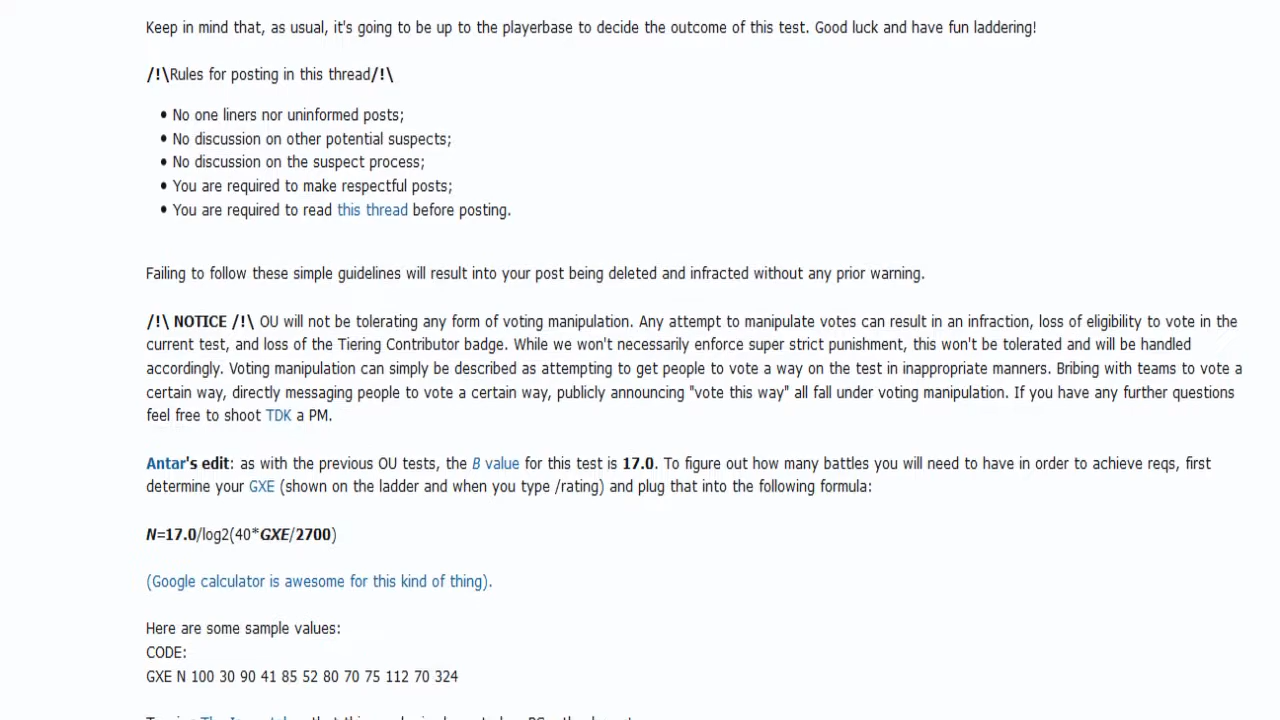 Keep in mind that, as usual, it's going to be up to the playerbase to decide the outcome of this test. Good luck and have fun laddering!
/!\Rules for posting in this thread/!\
• No one liners nor uninformed posts;
• No discussion on other potential suspects;
• No discussion on the suspect process;
• You are required to make respectful posts;
• You are required to read this thread before posting.
Failing to follow these simple guidelines will result into your post being deleted and infracted without any prior warning.
/!\ NOTICE /!\ OU will not be tolerating any form of voting manipulation. Any attempt to manipulate votes can result in an infraction, loss of eligibility to vote in the
current test, and loss of the Tiering Contributor badge. While we won't necessarily enforce super strict punishment, this won't be tolerated and will be handled
accordingly. Voting manipulation can simply be described as attempting to get people to vote a way on the test in inappropriate manners. Bribing with teams to vote a
certain way, directly messaging people to vote a certain way, publicly announcing "vote this way" all fall under voting manipulation. If you have any further questions
feel free to shoot TDK a PM.
Antar's edit: as with the previous OU tests, the B value for this test is 17.0. To figure out how many battles you will need to have in order to achieve reqs, first
determine your GXE (shown on the ladder and when you type /rating) and plug that into the following formula:
N=17.0/log2(40*GXE/2700)
(Google calculator is awesome for this kind of thing).
Here are some sample values:
CODE:
GXE N 100 30 90 41 85 52 80 70 75 112 70 324